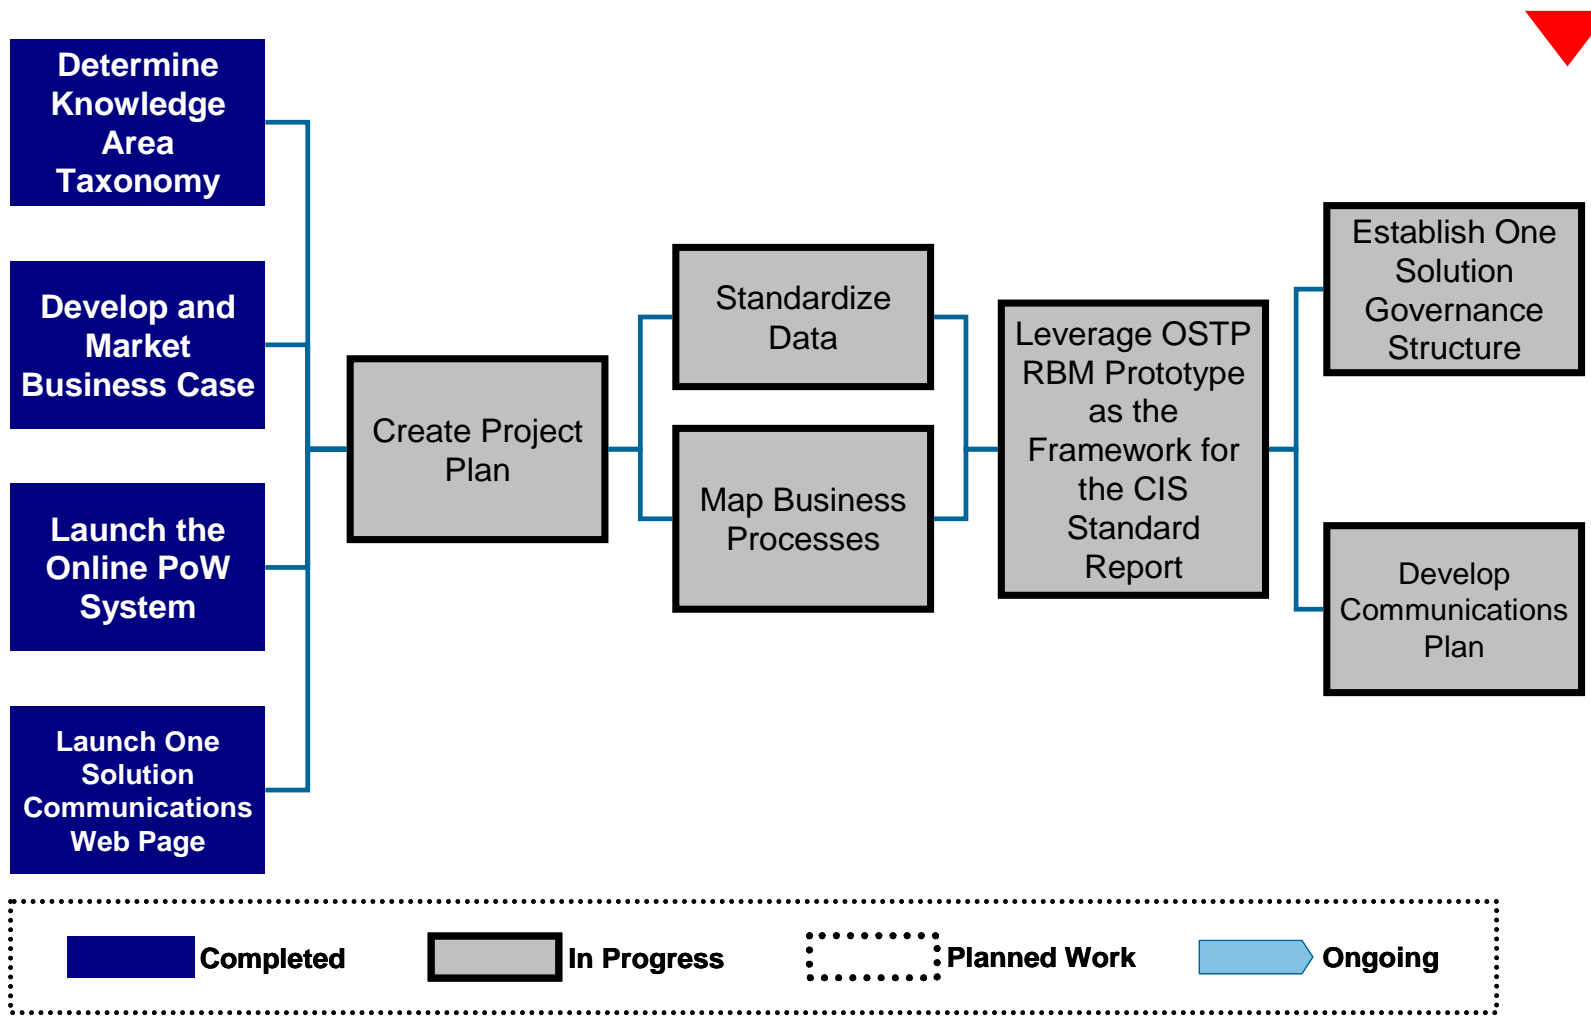 Determine
Knowledge
Area
Taxonomy
Develop and
Market
Business Case
Launch the
Online PoW
System
Launch One
Solution
Communications
Web Page
Create Project
Plan
Standardize
Data
Map Business
Processes
Leverage OSTP
RBM Prototype
as the
Framework for
the CIS
Standard
Report
Establish One
Solution
Governance
Structure
Develop
Communications
Plan
Completed
In Progress
Planned Work
Ongoing